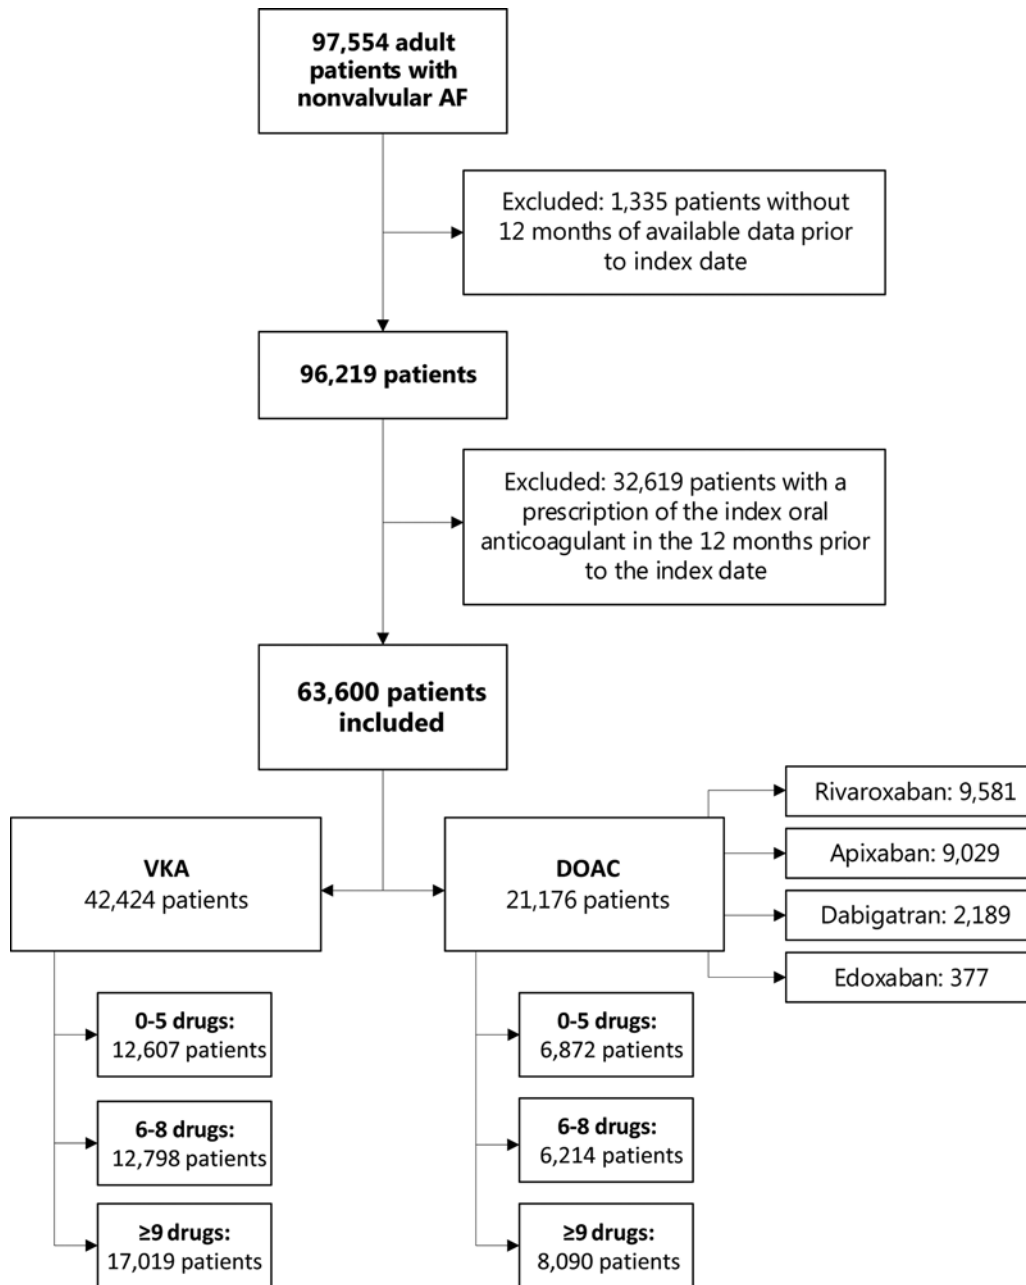 97,554 adult
patients with
nonvalvular AF
Excluded: 1,335 patients without
12 months of available data prior
to index date
96,219 patients
Excluded: 32,619 patients with a
prescription of the index oral
anticoagulant in the 12 months prior
to the index date
63,600 patients
included
VKA
42,424 patients
DOAC
21,176 patients
Rivaroxaban: 9,581
Apixaban: 9,029
Dabigatran: 2,189
Edoxaban: 377
0-5 drugs:
12,607 patients
6-8 drugs:
12,798 patients
≥9 drugs:
17,019 patients
0-5 drugs:
6,872 patients
6-8 drugs:
6,214 patients
≥9 drugs:
8,090 patients